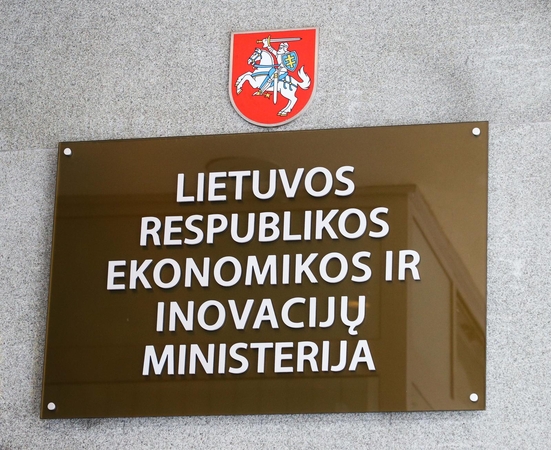 LIETUVOS
RESPUBLIKOS
EKONOMIKOS IR
INOVACIJŲ
MINISTERIJA